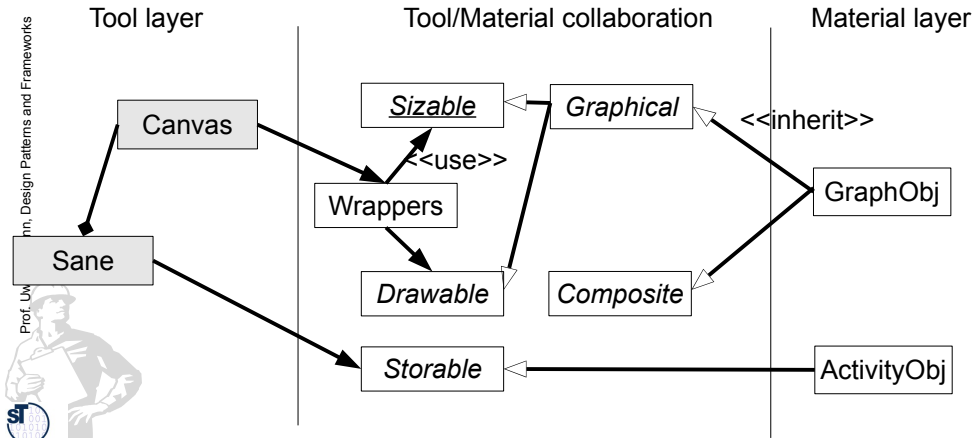 Tool layer
Tool/Material collaboration
Material layer
Prof. Uw nn, Design Patterns and Frameworks
Canvas
Sizable
Graphical
<<inherit>>
<<use>>
Wrappers
GraphObj
Sane
Drawable
Composite
Storable
ActivityObj
ST